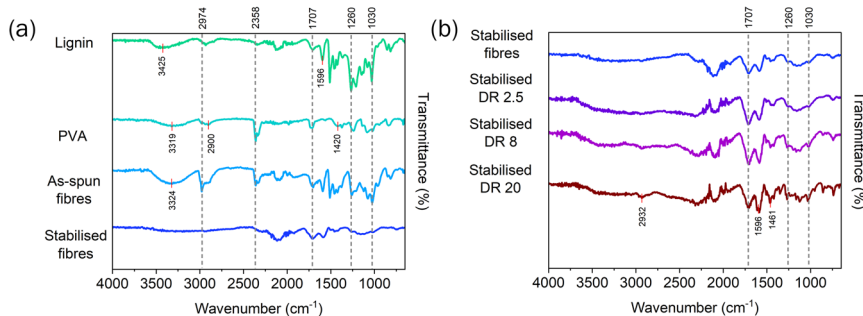 (a)
2974
2358
1707
1260
1030
Lignin
3425
1596
PVA
3319
2900
1420
As-spun
fibres
3324
Stabilised
fibres
4000 3500 3000 2500 2000 1500 1000
Wavenumber (cm-1)
Transmittance (%)
(b)
1707
1260
1030
Stabilised
fibres
Stabilised
DR 2.5
Stabilised
DR 8
Stabilised
DR 20
2932
1596
1461
4000 3500 3000 2500 2000 1500 1000
Wavenumber (cm-1)
Transmittance (%)